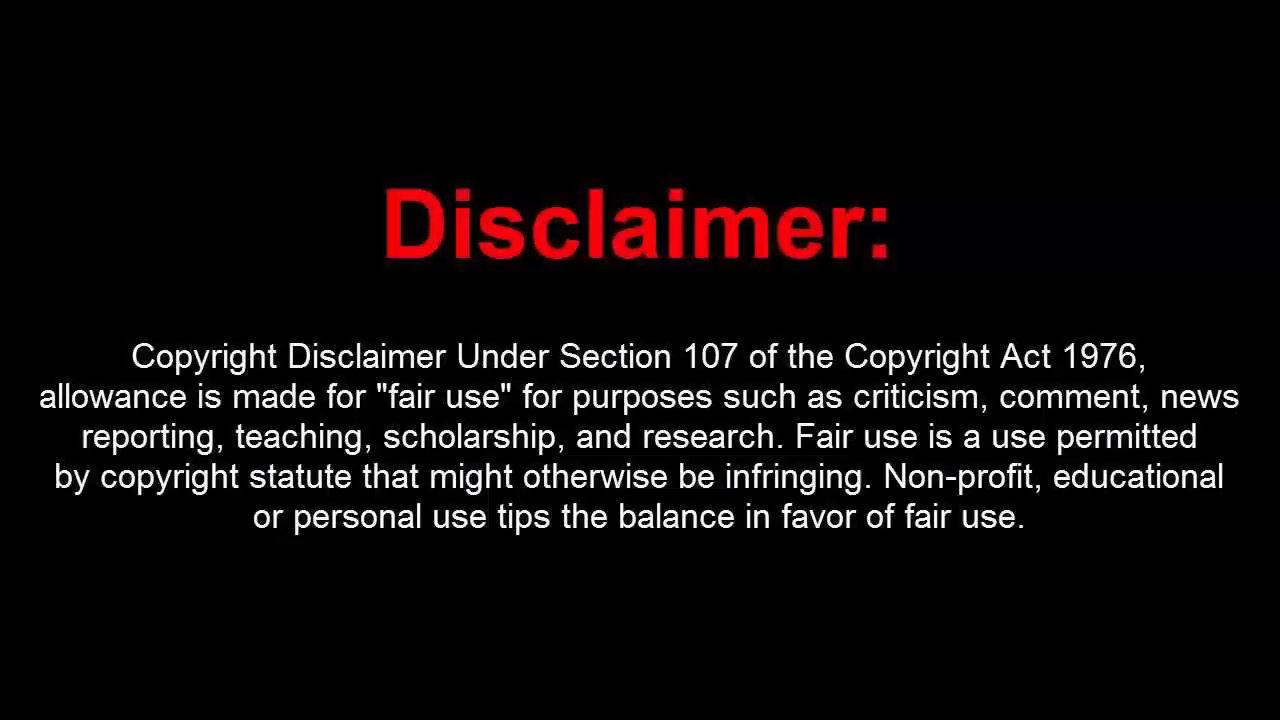 Disclaimer:
Copyright Disclaimer Under Section 107 of the Copyright Act 1976,
allowance is made for "fair use" for purposes such as criticism, comment, news
reporting, teaching, scholarship, and research. Fair use is a use permitted
by copyright statute that might otherwise be infringing. Non-profit, educational
or personal use tips the balance in favor of fair use.